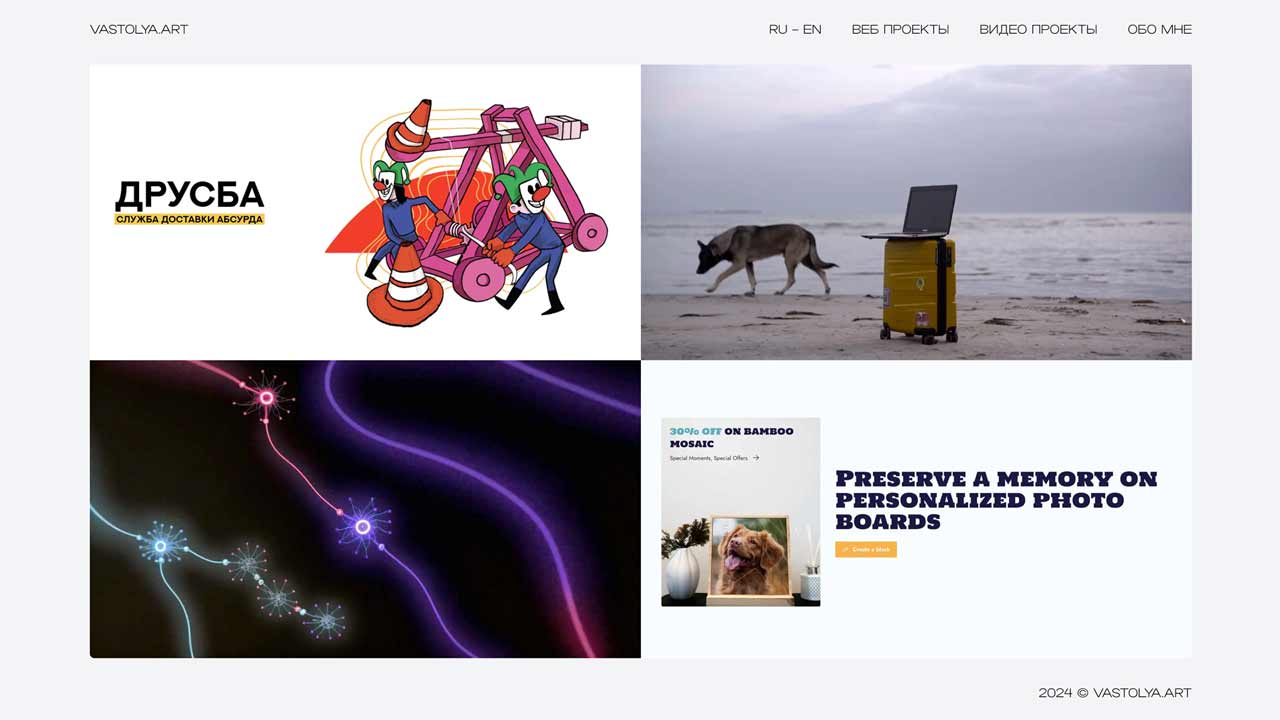 VASTOLYA.ART
RU – EN
ВЕБ ПРОЕКТЫ
ВИДЕО ПРОЕКТЫ
ОБО МНЕ
ДРУСБА
СЛУЖБА ДОСТАВКИ АБСУРДА
30% OFF ON BAMBOO
MOSAIC
Special Moments, Special Offers
PRESERVE A MEMORY ON
PERSONALIZED PHOTO
BOARDS
Create a block
2024 © VASTOLYA.ART